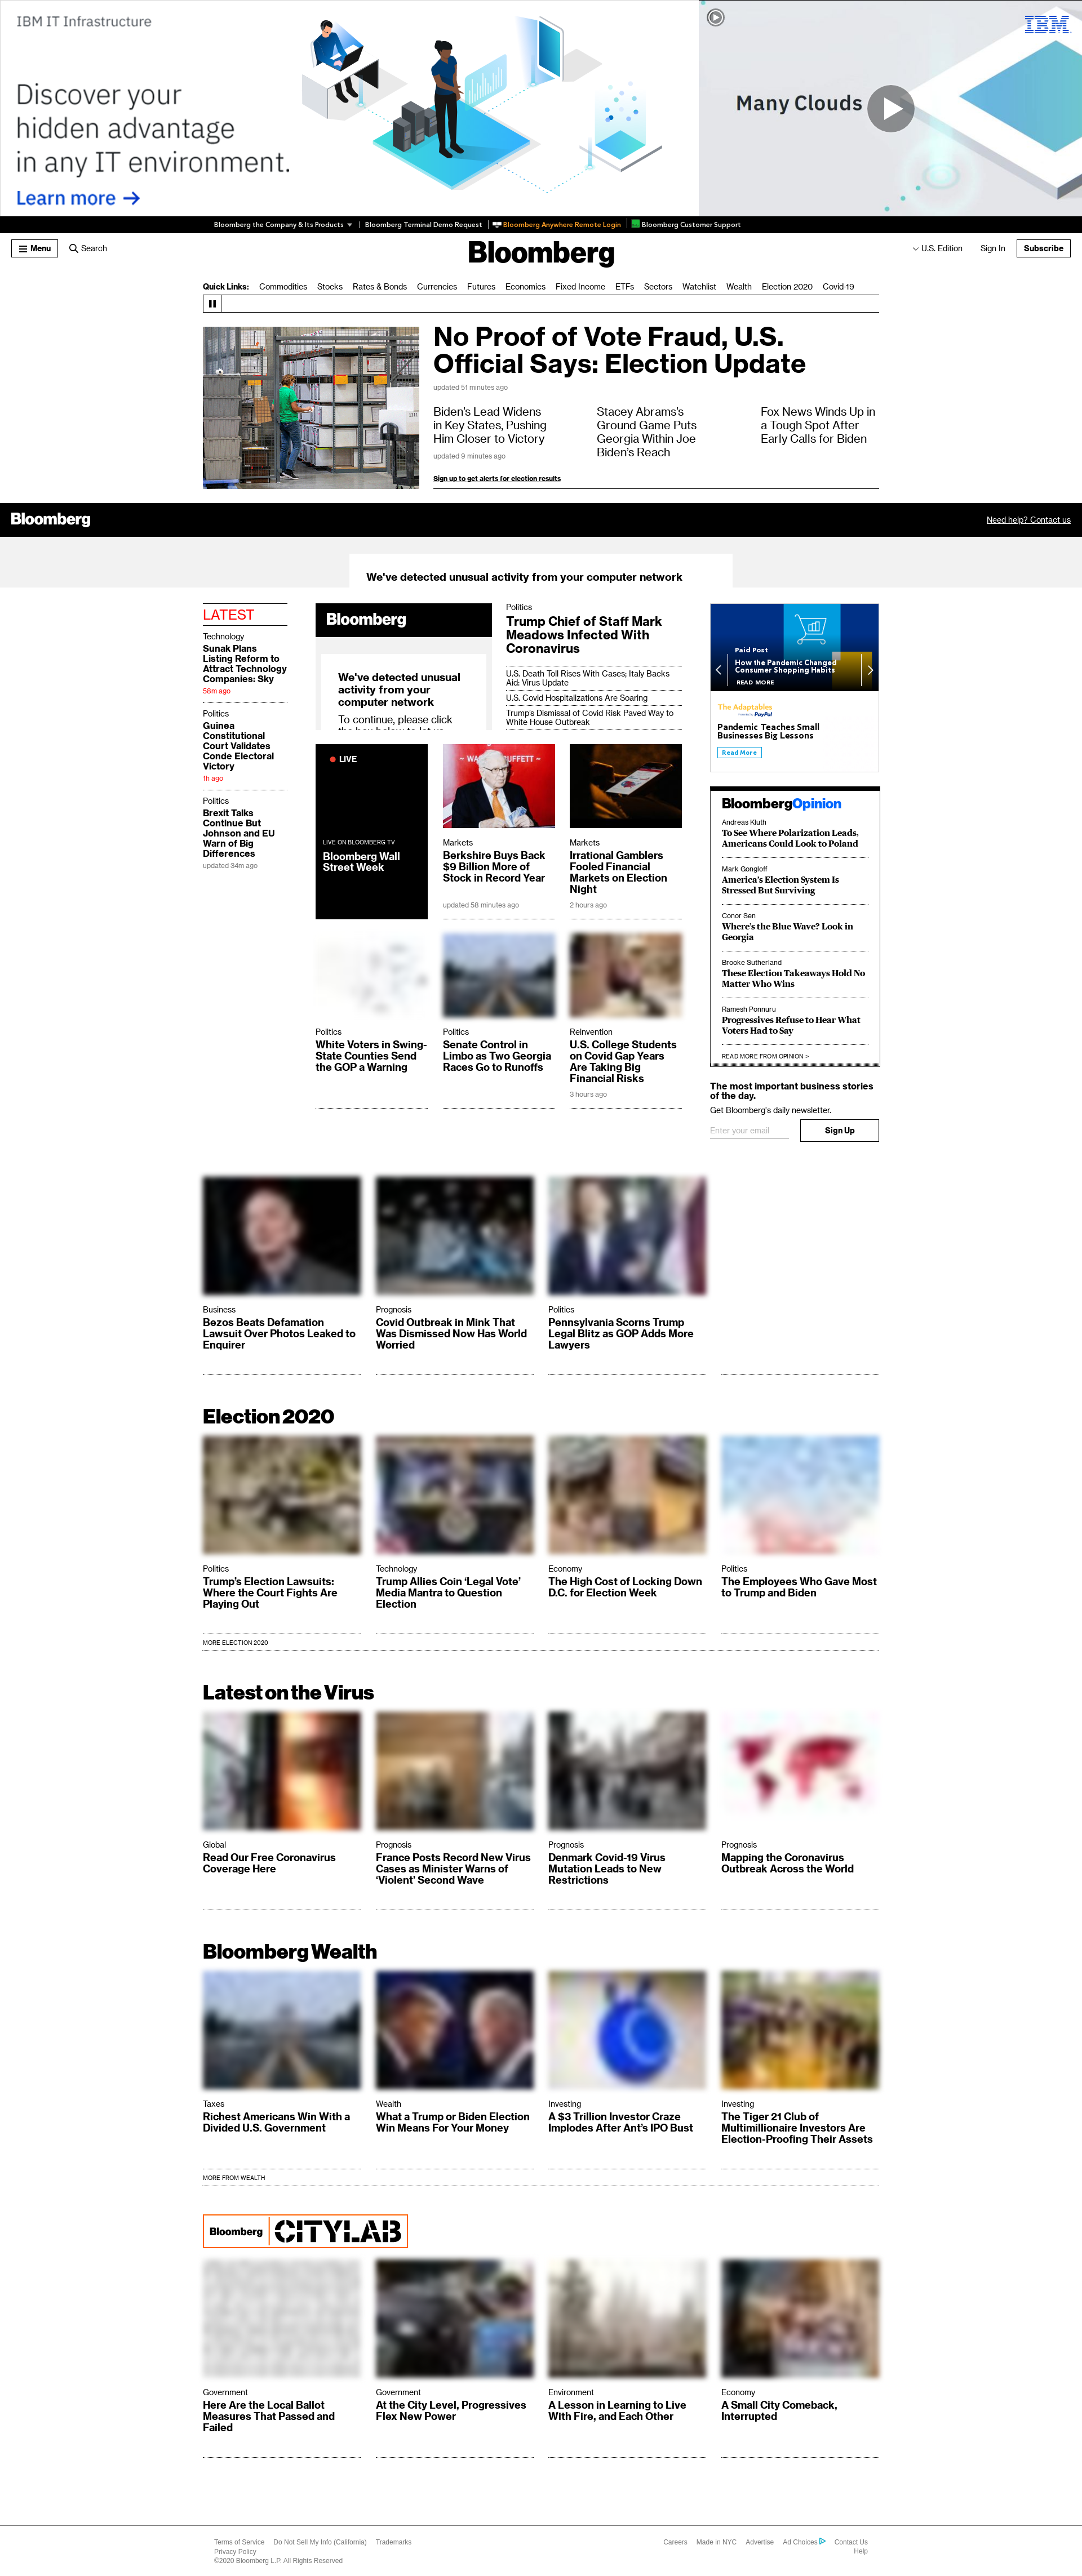 IBM IT Infrastructure
Discover your
hidden advantage
in any IT environment.
Learn more →
Many Clouds
IBM
Bloomberg the Company & Its Products
Bloomberg Terminal Demo Request
Bloomberg Anywhere Remote Login
Bloomberg Customer Support
Menu
Search
Bloomberg
U.S. Edition
Sign In
Subscribe
Quick Links: Commodities Stocks Rates & Bonds Currencies Futures Economics Fixed Income ETFs Sectors Watchlist Wealth Election 2020 Covid-19
No Proof of Vote Fraud, U.S.
Official Says: Election Update
updated 51 minutes ago
Biden's Lead Widens
in Key States, Pushing
Him Closer to Victory
updated 9 minutes ago
Stacey Abrams's
Ground Game Puts
Georgia Within Joe
Biden's Reach
Fox News Winds Up in
a Tough Spot After
Early Calls for Biden
Sign up to get alerts for election results
Bloomberg
Need help? Contact us
We've detected unusual activity from your computer network
LATEST
Technology
Sunak Plans
Listing Reform to
Attract Technology
Companies: Sky
58m ago
Politics
Guinea
Constitutional
Court Validates
Conde Electoral
Victory
1h ago
Politics
Brexit Talks
Continue But
Johnson and EU
Warn of Big
Differences
updated 34m ago
Bloomberg
We've detected unusual
activity from your
computer network
To continue, please click
the box below to let us
Politics
Trump Chief of Staff Mark
Meadows Infected With
Coronavirus
U.S. Death Toll Rises With Cases; Italy Backs
Aid: Virus Update
U.S. Covid Hospitalizations Are Soaring
Trump's Dismissal of Covid Risk Paved Way to
White House Outbreak
LIVE
LIVE ON BLOOMBERG TV
Bloomberg Wall
Street Week
Markets
Berkshire Buys Back
$9 Billion More of
Stock in Record Year
updated 58 minutes ago
Markets
Irrational Gamblers
Fooled Financial
Markets on Election
Night
2 hours ago
Politics
White Voters in Swing-
State Counties Send
the GOP a Warning
Politics
Senate Control in
Limbo as Two Georgia
Races Go to Runoffs
Reinvention
U.S. College Students
on Covid Gap Years
Are Taking Big
Financial Risks
3 hours ago
Paid Post
How the Pandemic Changed
Consumer Shopping Habits
READ MORE
The Adaptables
PayPal
Pandemic Teaches Small
Businesses Big Lessons
Read More
BloombergOpinion
Andreas Kluth
To See Where Polarization Leads,
Americans Could Look to Poland
Mark Gongloff
America's Election System Is
Stressed But Surviving
Conor Sen
Where's the Blue Wave? Look in
Georgia
Brooke Sutherland
These Election Takeaways Hold No
Matter Who Wins
Ramesh Ponnuru
Progressives Refuse to Hear What
Voters Had to Say
READ MORE FROM OPINION >
The most important business stories
of the day.
Get Bloomberg's daily newsletter.
Enter your email
Sign Up
Business
Bezos Beats Defamation
Lawsuit Over Photos Leaked to
Enquirer
Prognosis
Covid Outbreak in Mink That
Was Dismissed Now Has World
Worried
Politics
Pennsylvania Scorns Trump
Legal Blitz as GOP Adds More
Lawyers
Election 2020
Politics
Trump's Election Lawsuits:
Where the Court Fights Are
Playing Out
Technology
Trump Allies Coin 'Legal Vote'
Media Mantra to Question
Election
Economy
The High Cost of Locking Down
D.C. for Election Week
Politics
The Employees Who Gave Most
to Trump and Biden
MORE ELECTION 2020
Latest on the Virus
Global
Read Our Free Coronavirus
Coverage Here
Prognosis
France Posts Record New Virus
Cases as Minister Warns of
'Violent' Second Wave
Prognosis
Denmark Covid-19 Virus
Mutation Leads to New
Restrictions
Prognosis
Mapping the Coronavirus
Outbreak Across the World
Bloomberg Wealth
Taxes
Richest Americans Win With a
Divided U.S. Government
Wealth
What a Trump or Biden Election
Win Means For Your Money
Investing
A $3 Trillion Investor Craze
Implodes After Ant's IPO Bust
Investing
The Tiger 21 Club of
Multimillionaire Investors Are
Election-Proofing Their Assets
MORE FROM WEALTH
Bloomberg CITYLAB
Government
Here Are the Local Ballot
Measures That Passed and
Failed
Government
At the City Level, Progressives
Flex New Power
Environment
A Lesson in Learning to Live
With Fire, and Each Other
Economy
A Small City Comeback,
Interrupted
Terms of Service Do Not Sell My Info (California) Trademarks
Privacy Policy
©2020 Bloomberg L.P. All Rights Reserved
Careers Made in NYC Advertise Ad Choices Contact Us
Help